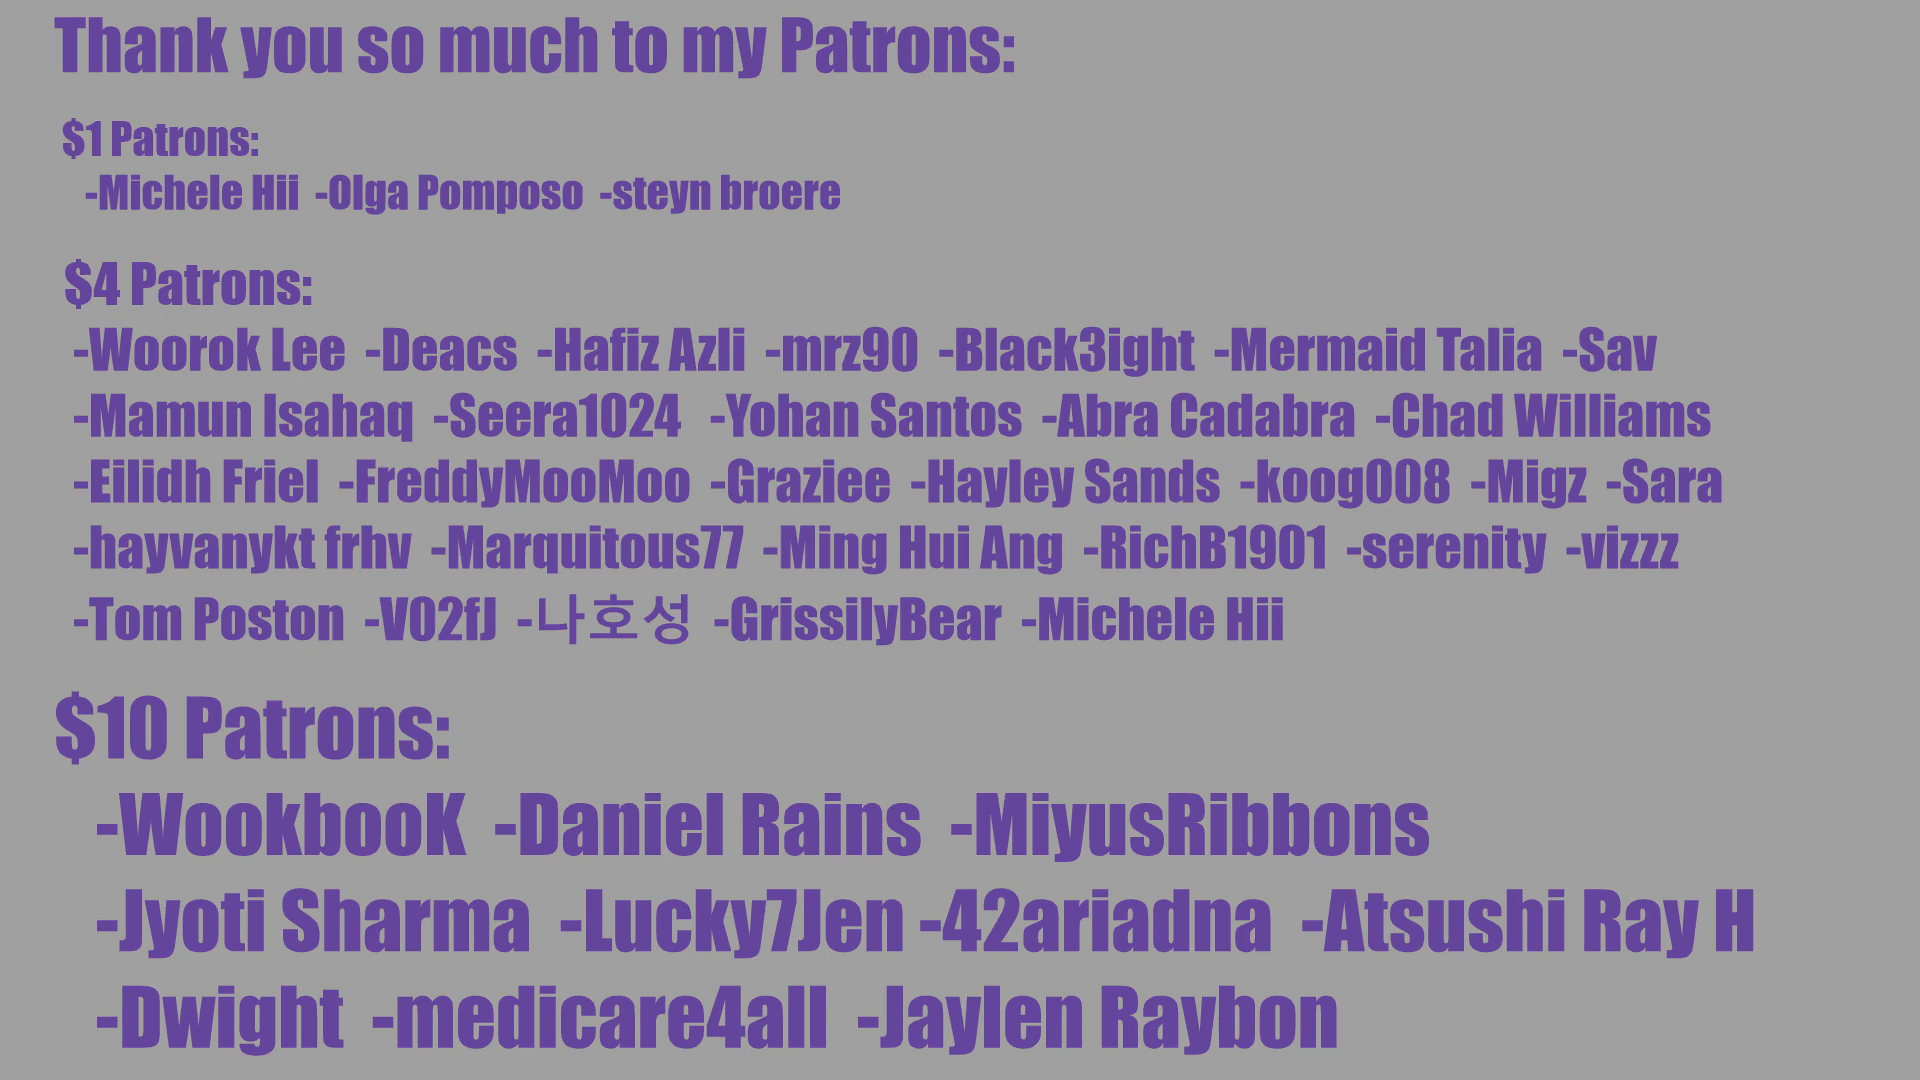 Thank you so much to my Patrons:
$1 Patrons:
-Michele Hii -Olga Pomposo -steyn broere
$4 Patrons:
-Woorok Lee -Deacs -Hafiz Azli -mrz90 -Black3ight -Mermaid Talia -Sav
-Mamun Isahaq -Seera1024 -Yohan Santos -Abra Cadabra -Chad Williams
-Eilidh Friel -FreddyMooMoo -Graziee -Hayley Sands -koog008 -Migz -Sara
-hayvanykt frhv -Marquitous77 -Ming Hui Ang -RichB1901 -serenity -vizzz
-Tom Poston -V02fJ -나호성 -GrissilyBear -Michele Hii
$10 Patrons:
-WookbooK -Daniel Rains -MiyusRibbons
-Jyoti Sharma -Lucky7Jen -42ariadna -Atsushi Ray H
-Dwight -medicare4all -Jaylen Raybon